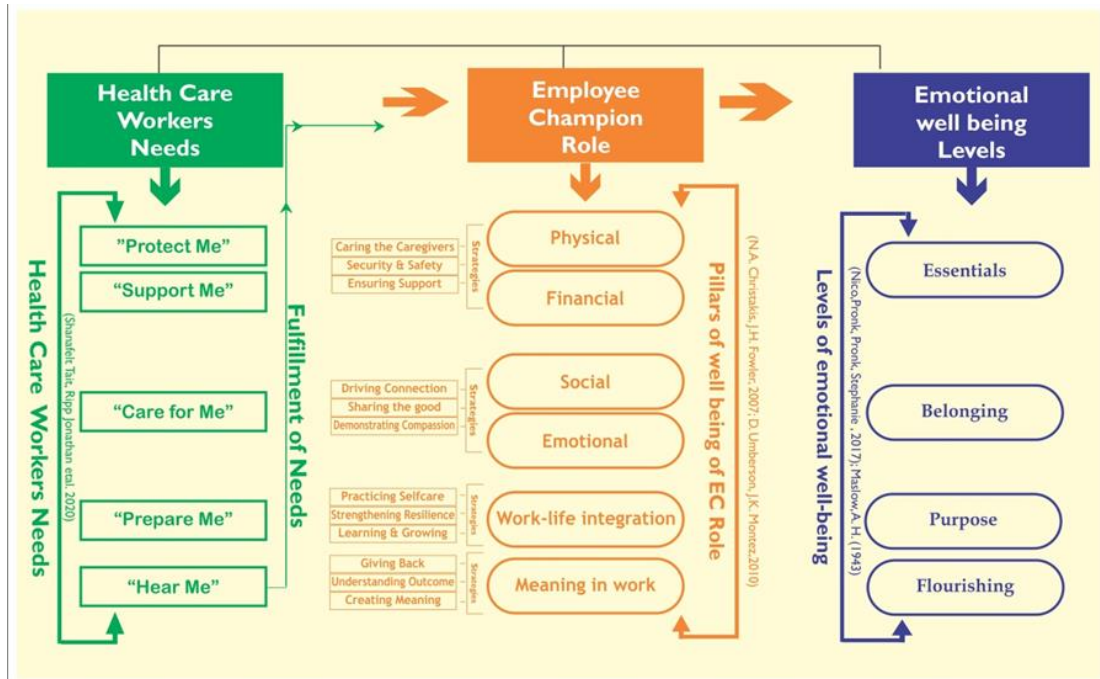 Health Care
Workers
Needs
Employee
Champion
Role
Emotional
well being
Levels
Health Care Workers Needs
(Shanafelt Tait, Ripp Jonathan etal. 2020)
”Protect Me”
“Support Me”
“Care for Me”
“Prepare Me”
“Hear Me”
Fulfillment of Needs
Caring the Caregivers
Security & Safety
Ensuring Support
Strategies
Physical
Financial
Driving Connection
Sharing the good
Demonstrating Compassion
Strategies
Social
Emotional
Practicing Selfcare
Strengthening Resilience
Learning & Growing
Strategies
Work-life integration
Giving Back
Understanding Outcome
Creating Meaning
Strategies
Meaning in work
Pillars of well being of EC Role
(N.A. Christakis, J.H. Fowler, 2007; D. Umberson, J.K. Montez,2010)
Levels of emotional well-being
(Nico,Pronk, Pronk, Stephanie , 2017); Maslow,A. H. (1943)
Essentials
Belonging
Purpose
Flourishing